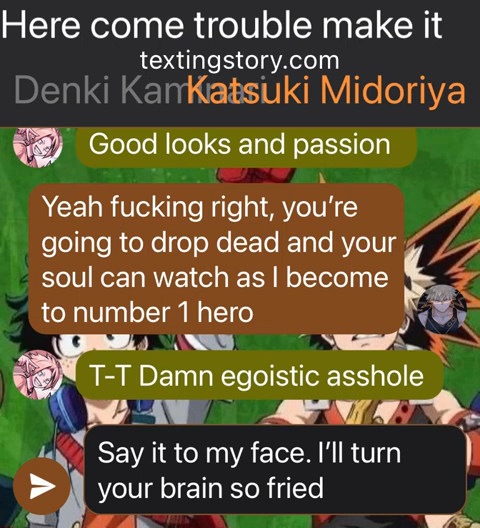 Here come trouble make it
textingstory.com
Denki Kaminari Katsuki Midoriya
Good looks and passion
Yeah fucking right, you’re
going to drop dead and your
soul can watch as I become
to number 1 hero
T-T Damn egoistic asshole
Say it to my face. I’ll turn
your brain so fried